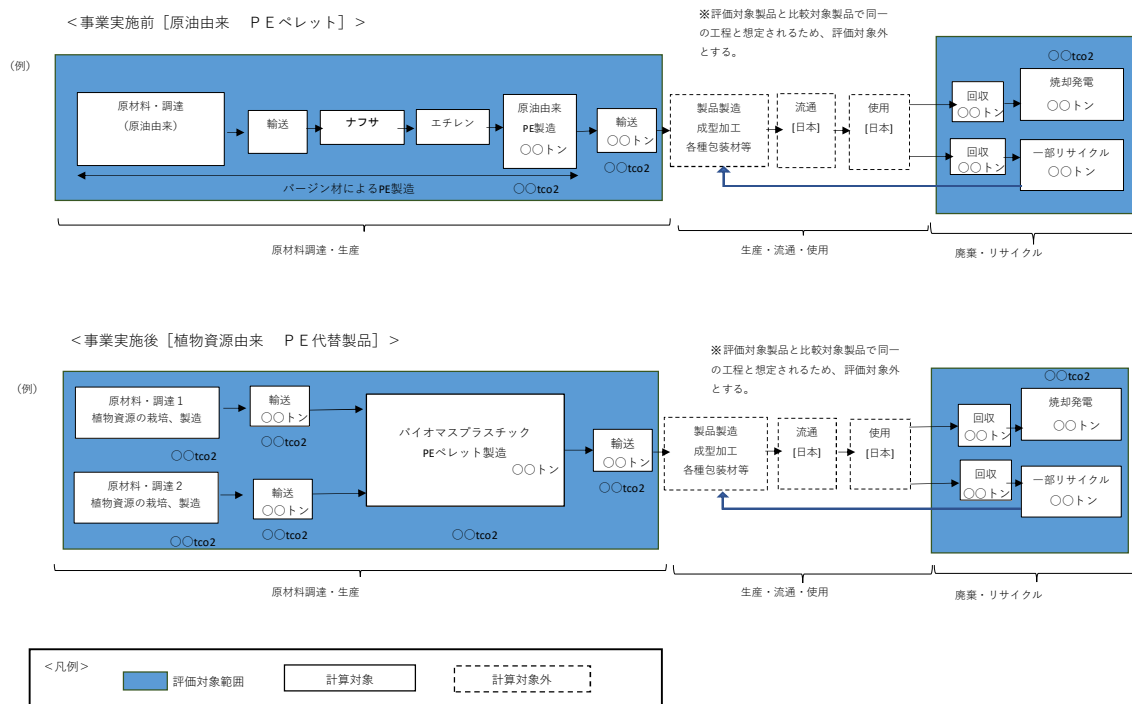 ＜事業実施前［原油由来　ＰＥペレット］＞
※評価対象製品と比較対象製品で同一
の工程と想定されるため、評価対象外
とする。
（例）
原材料・調達
（原油由来）
輸送
ナフサ
エチレン
原油由来
PE製造
〇〇トン
輸送
〇〇トン
製品製造
成型加工
各種包装材等
流通
[日本]
使用
[日本]
〇〇tco2
回収
〇〇トン
焼却発電
〇〇トン
回収
〇〇トン
一部リサイクル
〇〇トン
バージン材によるPE製造
〇〇tco2
〇〇tco2
原材料調達・生産
生産・流通・使用
廃棄・リサイクル
＜事業実施後［植物資源由来　ＰＥ代替製品］＞
※評価対象製品と比較対象製品で同一
の工程と想定されるため、評価対象外
とする。
（例）
原材料・調達１
植物資源の栽培、製造
〇〇tco2
輸送
〇〇トン
〇〇tco2
原材料・調達２
植物資源の栽培、製造
〇〇tco2
輸送
〇〇トン
〇〇tco2
バイオマスプラスチック
PEペレット製造
〇〇トン
〇〇tco2
輸送
〇〇トン
〇〇tco2
製品製造
成型加工
各種包装材等
流通
[日本]
使用
[日本]
〇〇tco2
回収
〇〇トン
焼却発電
〇〇トン
回収
〇〇トン
一部リサイクル
〇〇トン
原材料調達・生産
生産・流通・使用
廃棄・リサイクル
＜凡例＞
評価対象範囲
計算対象
計算対象外